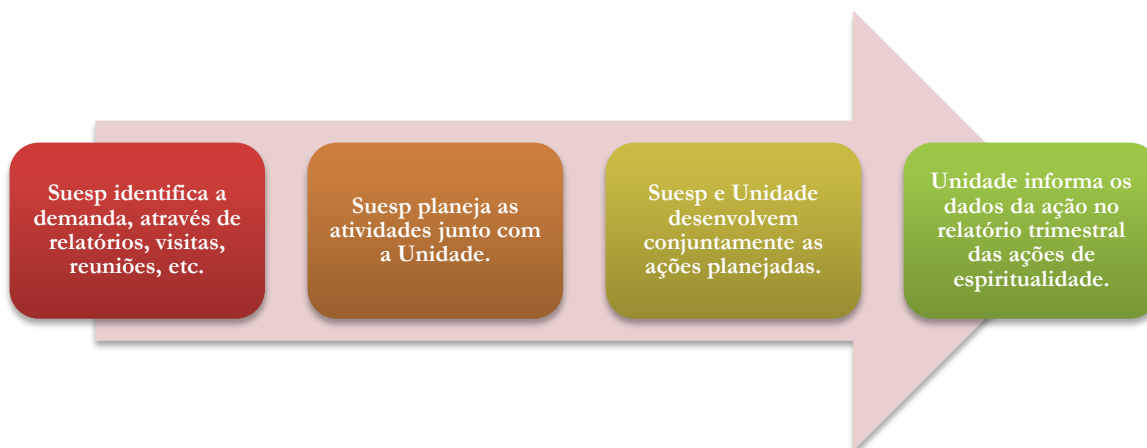 Suesp identifica a
demanda, através de
relatórios, visitas,
reuniões, etc.
Suesp planeja as
atividades junto com
a Unidade.
Suesp e Unidade
desenvolvem
conjuntamente as
ações planejadas.
Unidade informa os
dados da ação no
relatório trimestral
das ações de
espiritualidade.